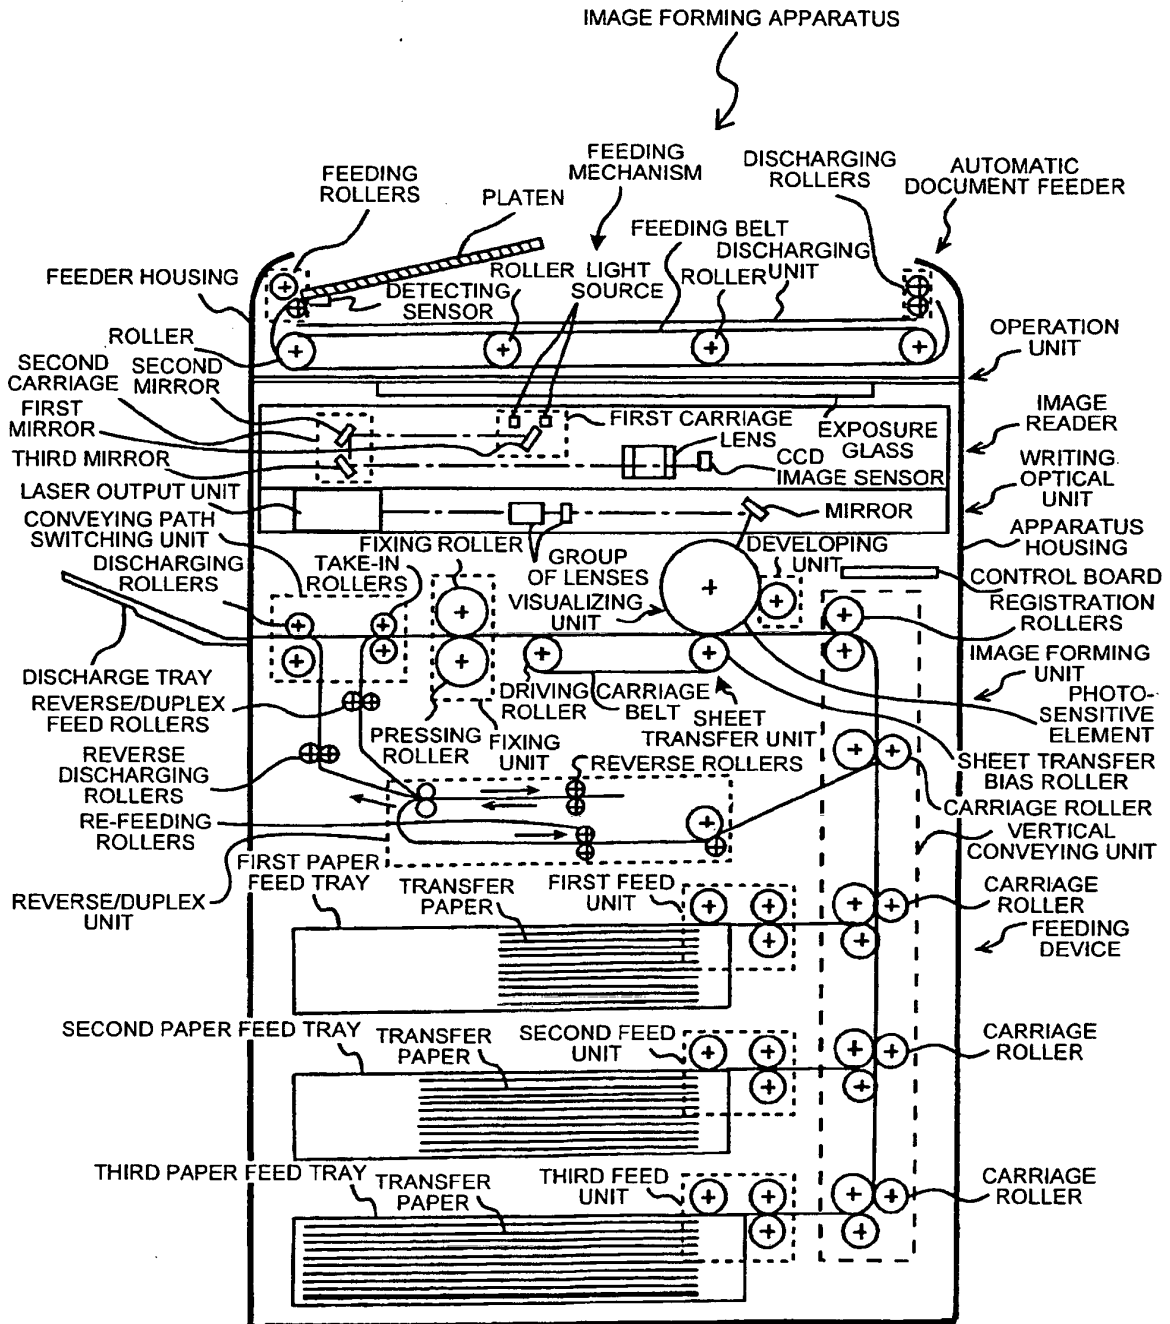 IMAGE FORMING APPARATUS
FEEDING
ROLLERS
PLATEN
FEEDING
MECHANISM
DISCHARGING
ROLLERS
AUTOMATIC
DOCUMENT FEEDER
FEEDING BELT
DISCHARGING
UNIT
FEEDER HOUSING
DETECTING
SENSOR
ROLLER
LIGHT
SOURCE
ROLLER
ROLLER
OPERATION
UNIT
SECOND
CARRIAGE
SECOND
MIRROR
FIRST
MIRROR
FIRST CARRIAGE
LENS
EXPOSURE
GLASS
IMAGE
READER
THIRD MIRROR
CCD
IMAGE SENSOR
WRITING
OPTICAL
UNIT
LASER OUTPUT UNIT
MIRROR
CONVEYING PATH
SWITCHING UNIT
FIXING ROLLER
GROUP
OF LENSES
DEVELOPING
UNIT
APPARATUS
HOUSING
DISCHARGING
ROLLERS
TAKE-IN
ROLLERS
VISUALIZING
UNIT
CONTROL BOARD
REGISTRATION
ROLLERS
DISCHARGE TRAY
REVERSE/DUPLEX
FEED ROLLERS
PRESSING
ROLLER
FIXING
UNIT
DRIVING
ROLLER
CARRIAGE
BELT
SHEET
TRANSFER UNIT
IMAGE FORMING
UNIT
PHOTO-
SENSITIVE
ELEMENT
REVERSE
DISCHARGING
ROLLERS
REVERSE ROLLERS
SHEET TRANSFER
BIAS ROLLER
RE-FEEDING
ROLLERS
CARRIAGE ROLLER
VERTICAL
CONVEYING UNIT
FIRST PAPER
FEED TRAY
REVERSE/DUPLEX
UNIT
TRANSFER
PAPER
FIRST FEED
UNIT
CARRIAGE
ROLLER
FEEDING
DEVICE
SECOND PAPER FEED TRAY
TRANSFER
PAPER
SECOND FEED
UNIT
CARRIAGE
ROLLER
THIRD PAPER FEED TRAY
TRANSFER
PAPER
THIRD FEED
UNIT
CARRIAGE
ROLLER